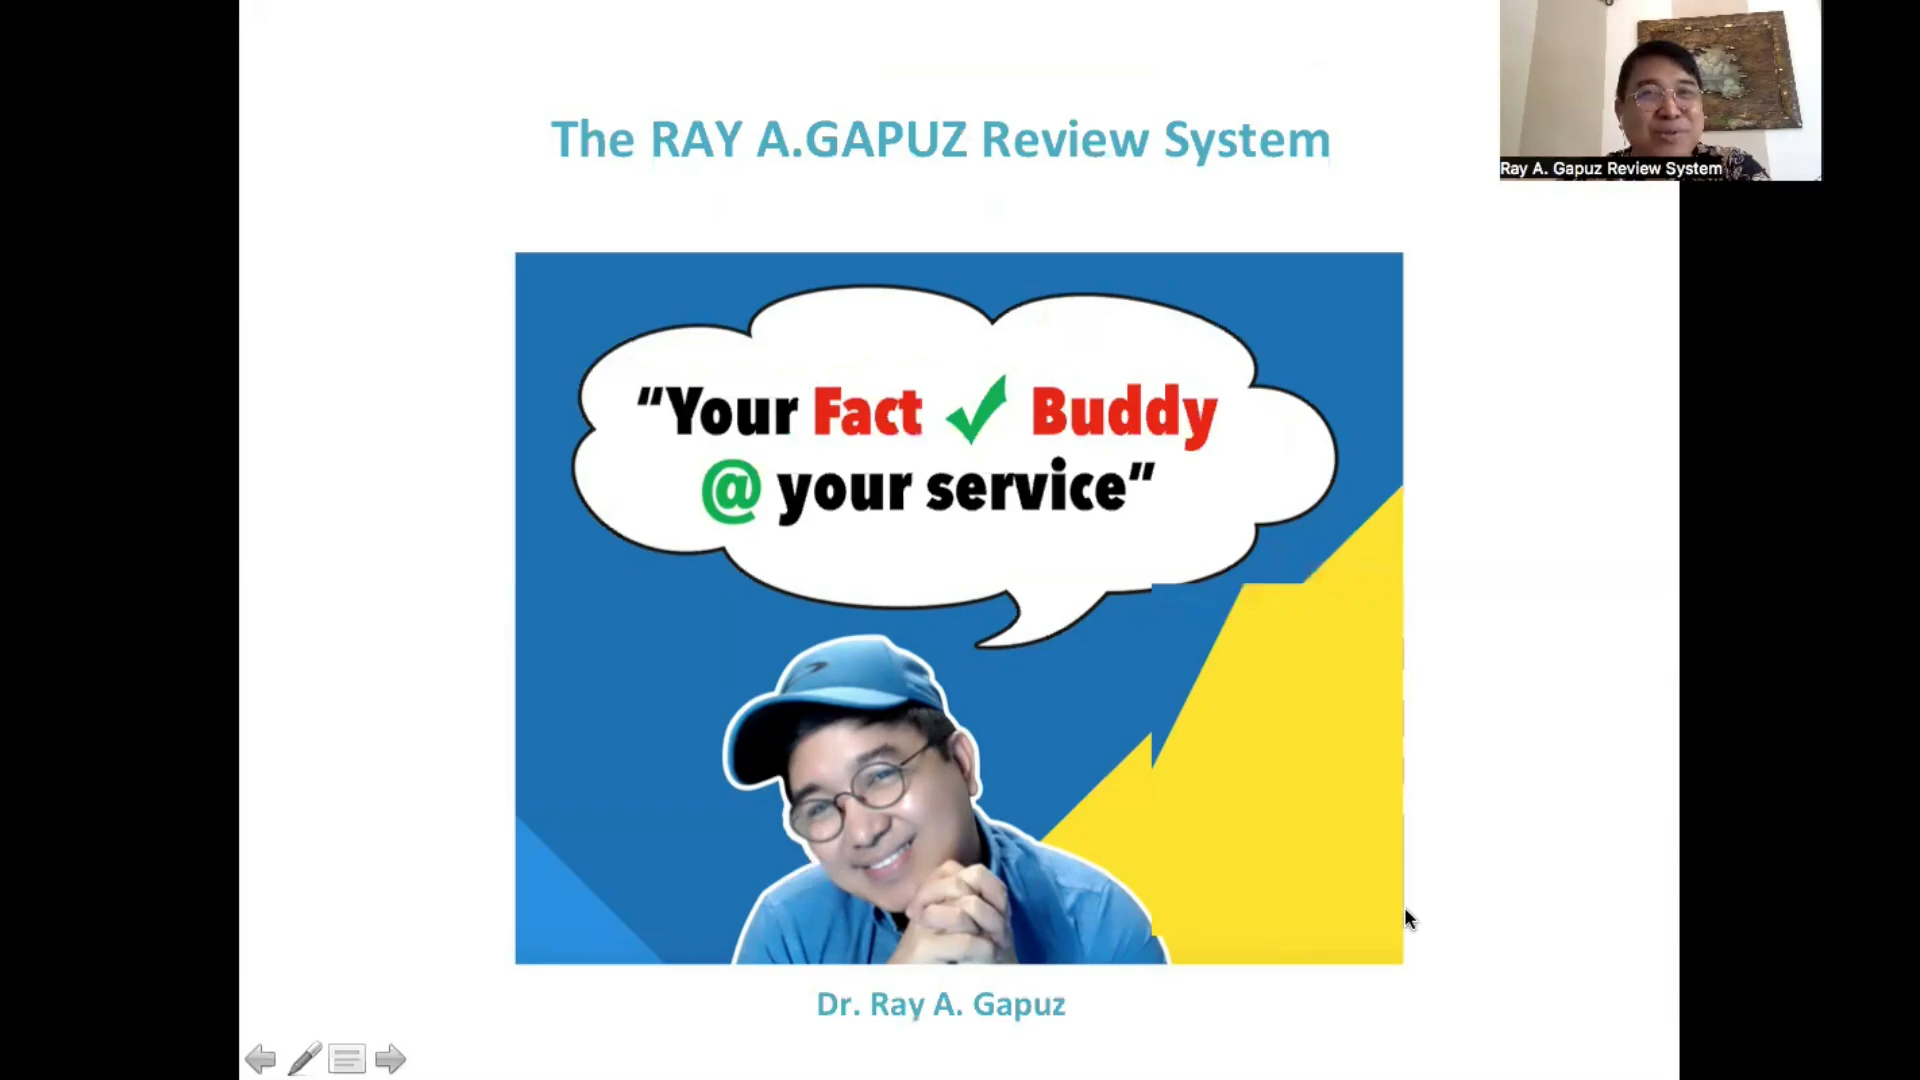 The RAY A.GAPUZ Review System
Ray A. Gapuz Review System
“Your Fact ✓ Buddy
@ your service”
Dr. Ray A. Gapuz